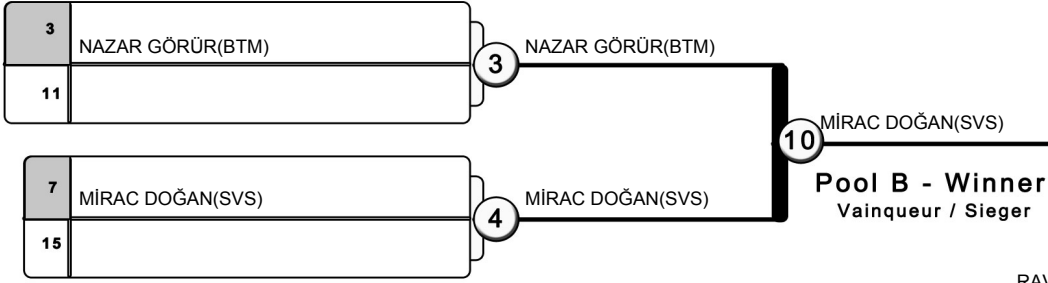 3
NAZAR GÖRÜR(BTM)
11
3
NAZAR GÖRÜR(BTM)
7
MİRAC DOĞAN(SVS)
15
4
MİRAC DOĞAN(SVS)
10
MİRAC DOĞAN(SVS)
Pool B - Winner
Vainqueur / Sieger
RAV